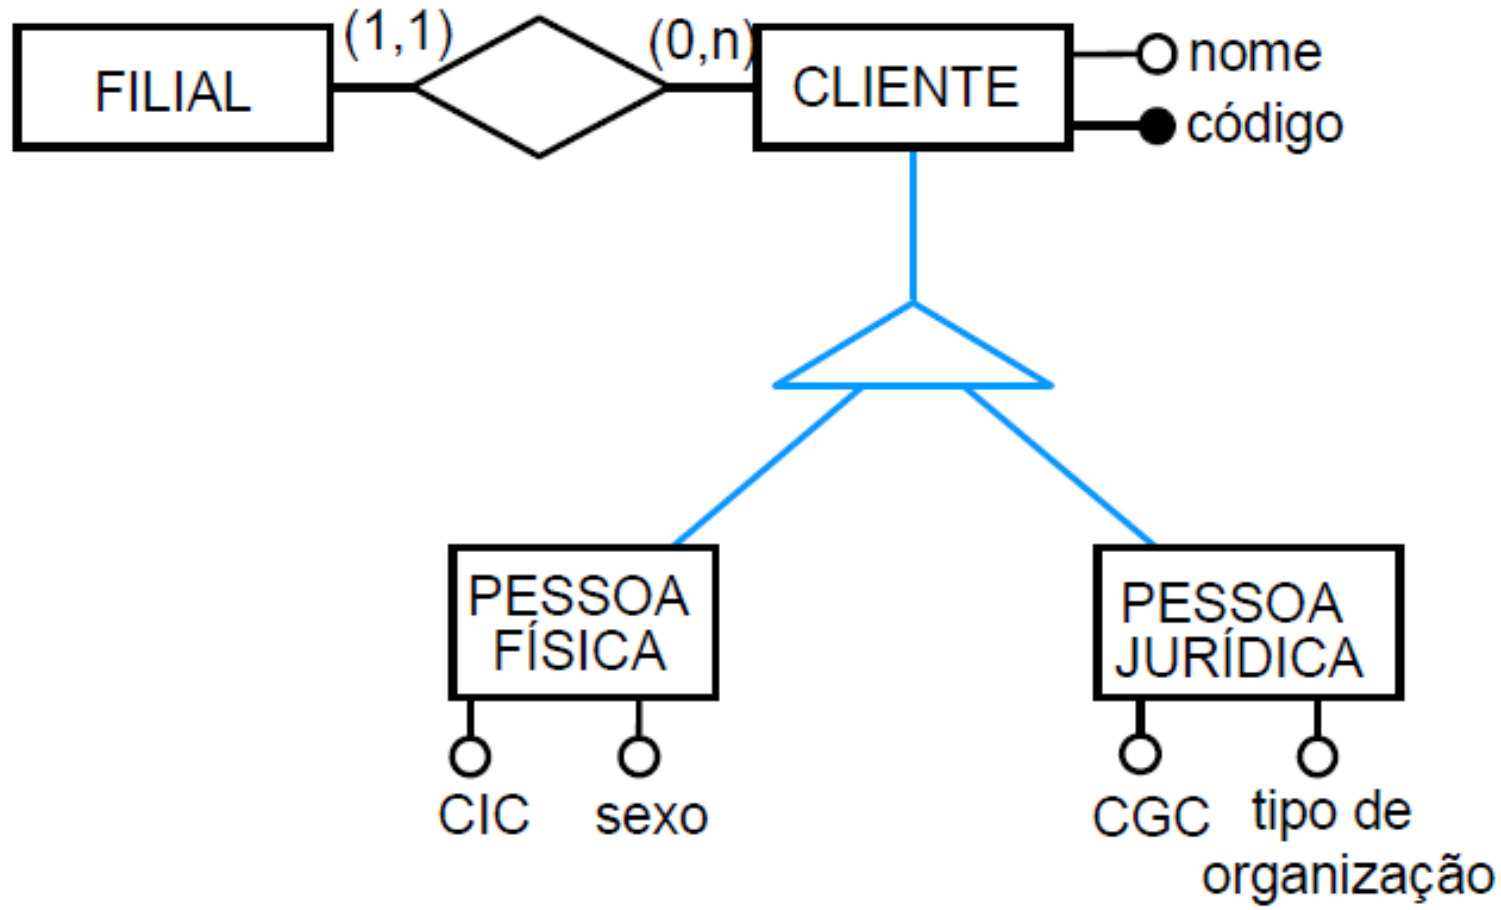 (1,1)
(0,n)
FILIAL
CLIENTE
nome
código
PESSOA
FÍSICA
PESSOA
JURÍDICA
CIC
sexo
CGC
tipo de
organização